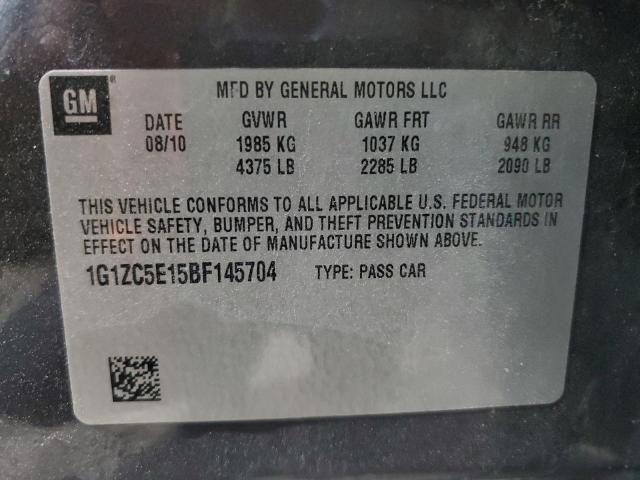 GM ®
MFD BY GENERAL MOTORS LLC
DATE GVWR GAWR FRT GAWR RR
08/10 1985 KG 1037 KG 948 KG
4375 LB 2285 LB 2090 LB
THIS VEHICLE CONFORMS TO ALL APPLICABLE U.S. FEDERAL MOTOR
VEHICLE SAFETY, BUMPER, AND THEFT PREVENTION STANDARDS IN
EFFECT ON THE DATE OF MANUFACTURE SHOWN ABOVE.
1G1ZC5E15BF145704 TYPE: PASS CAR